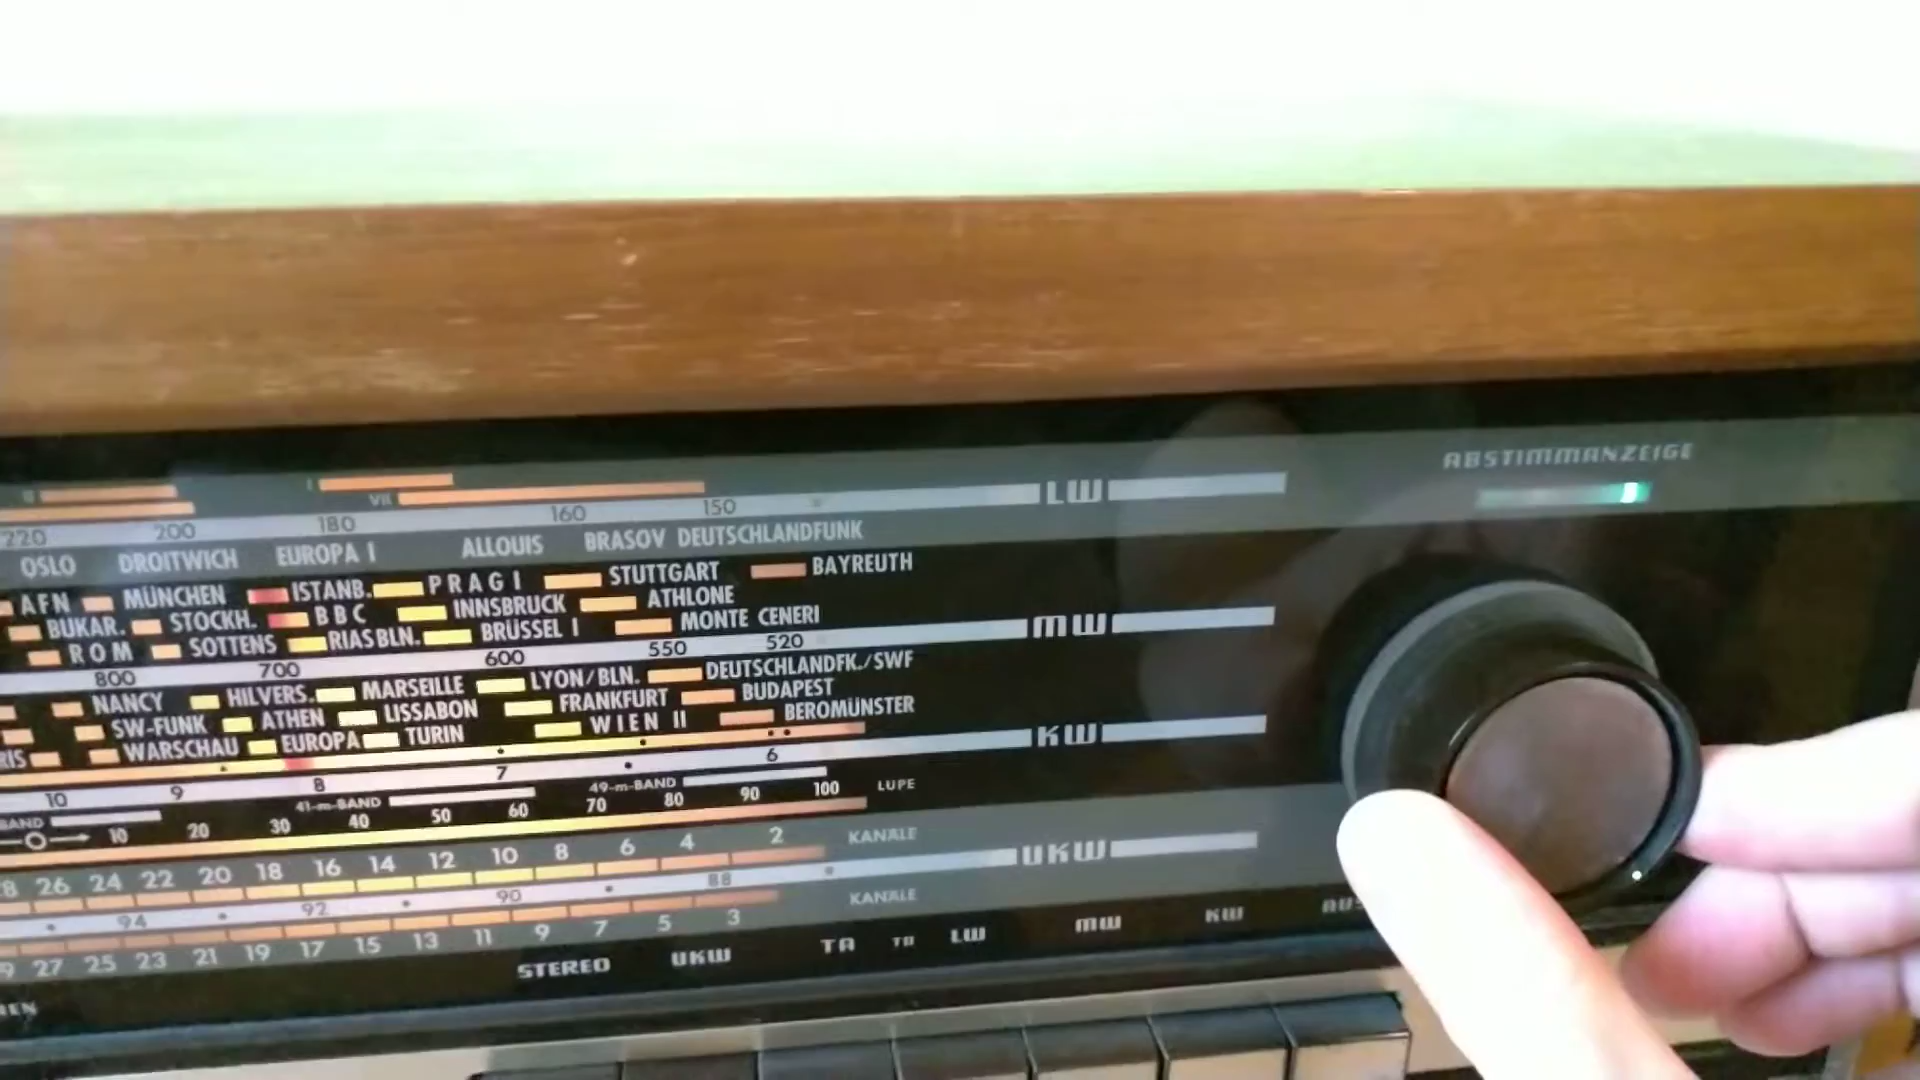 ABSTIMMANZEIGE
II I
VII LW
220 200 180 160 150
OSLO DROITWICH EUROPA I ALLOUIS BRASOV DEUTSCHLANDFUNK
AFN MÜNCHEN ISTANB. PRAG I STUTTGART BAYREUTH
BUKAR. STOCKH. BBC INNSBRUCK ATHLONE
ROM SOTTENS RIAS BLN. BRÜSSEL I MONTE CENERI MW
800 700 600 550 520
NANCY HILVERS. MARSEILLE LYON/BLN. DEUTSCHLANDFK./SWF
SW-FUNK ATHEN LISSABON FRANKFURT BUDAPEST
WARSCHAU EUROPA TURIN WIEN II BEROMÜNSTER
KW
10 9 8 7 6
BAND 41-m-BAND 49-m-BAND LUPE
10 20 30 40 50 60 70 80 90 100
26 24 22 20 18 16 14 12 10 8 6 4 2 KANÄLE
94 92 90 88 UKW
27 25 23 21 19 17 15 13 11 9 7 5 3 KANÄLE
STEREO UKW TA TB LW MW KW